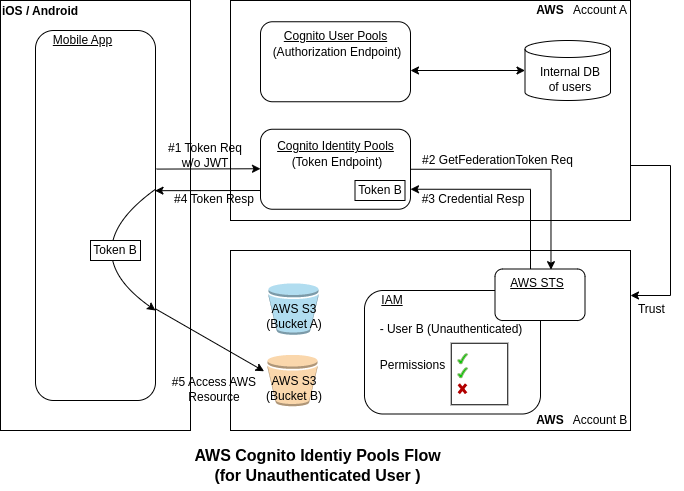 iOS / Android
Mobile App
AWS Account A
Cognito User Pools
(Authorization Endpoint)
Internal DB
of users
Cognito Identity Pools
(Token Endpoint)
Token B
#1 Token Req
w/o JWT
#2 GetFederationToken Req
#3 Credential Resp
#4 Token Resp
Token B
AWS STS
Trust
AWS S3
(Bucket A)
IAM
- User B (Unauthenticated)
Permissions
AWS S3
(Bucket B)
#5 Access AWS
Resource
AWS Account B
AWS Cognito Identiy Pools Flow
(for Unauthenticated User )